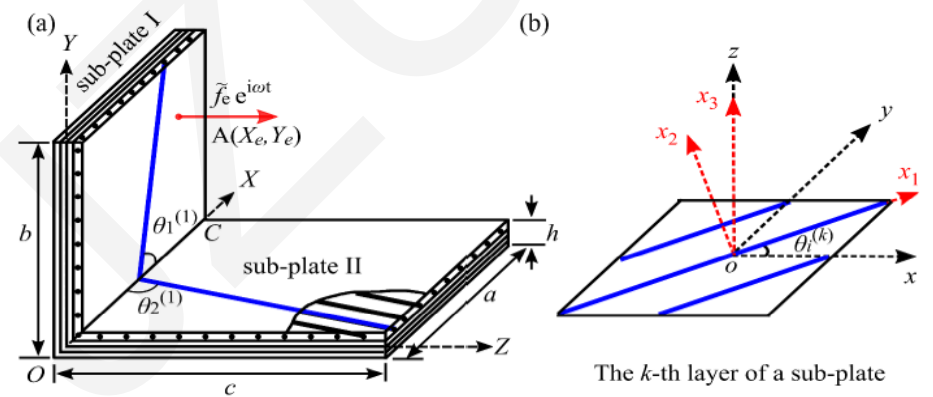 (a)
sub-plate I
Y
f̃ₑ e^{iωt}
A(Xₑ,Yₑ)
X
b
θ₁⁽¹⁾
C
h
sub-plate II
θ₂⁽¹⁾
a
Z
O
c
(b)
z
x₃
y
x₂
x₁
θᵢ⁽ᵏ⁾
o
x
The k-th layer of a sub-plate